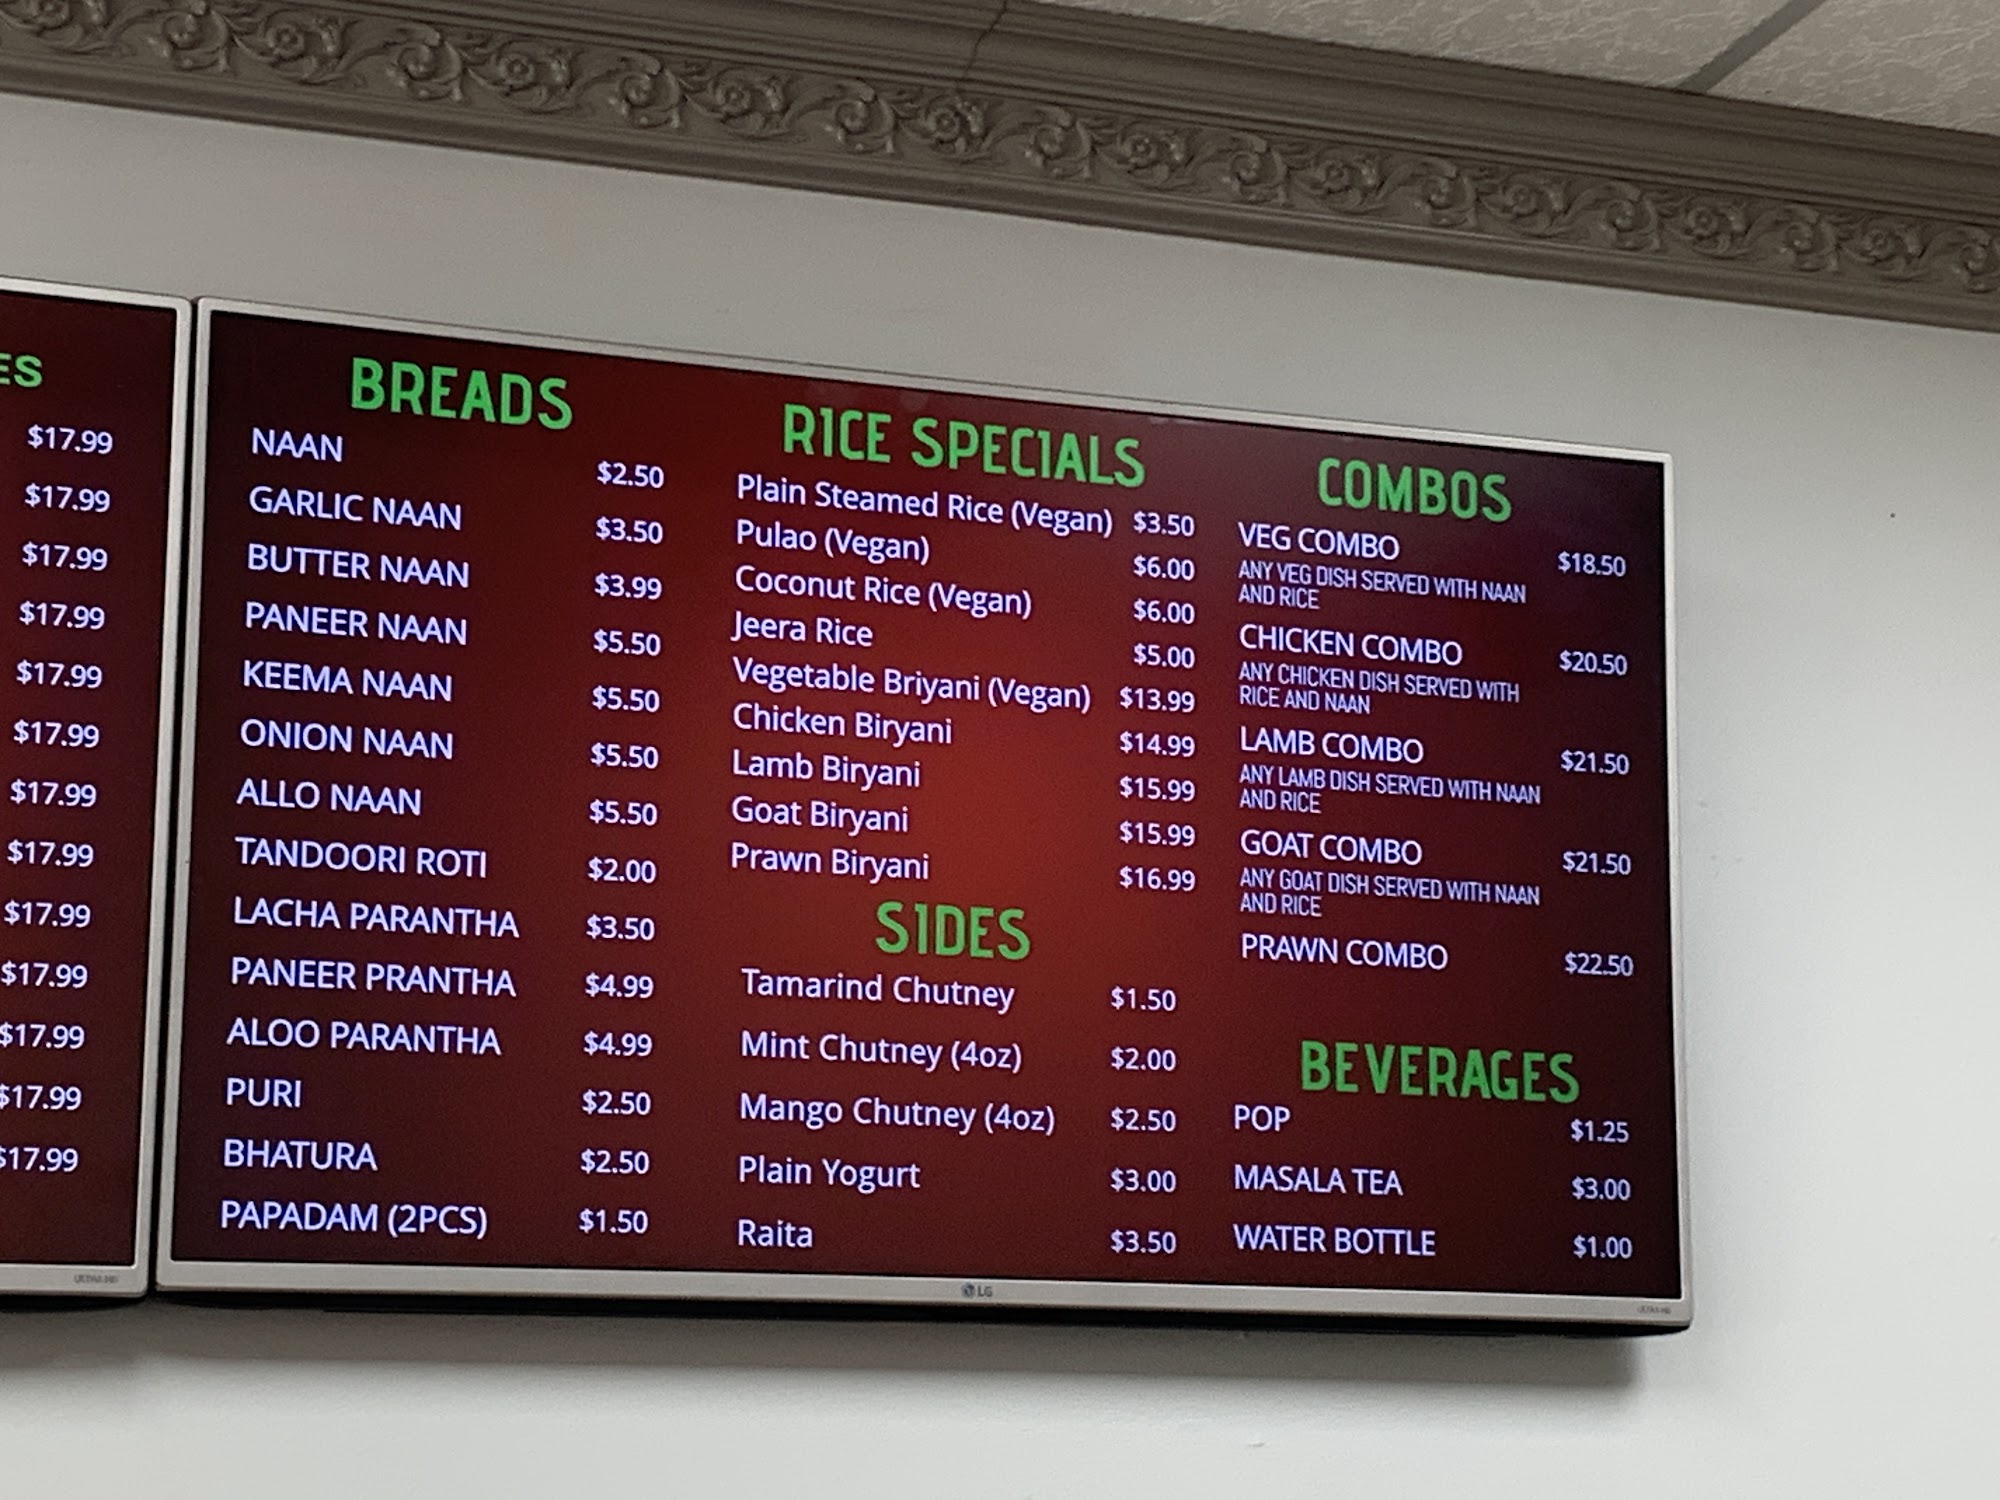 ES
$17.99
$17.99
$17.99
$17.99
$17.99
$17.99
$17.99
$17.99
$17.99
$17.99
$17.99
$17.99
$17.99
ULTRA HD
BREADS
NAAN $2.50
GARLIC NAAN $3.50
BUTTER NAAN $3.99
PANEER NAAN $5.50
KEEMA NAAN $5.50
ONION NAAN $5.50
ALLO NAAN $5.50
TANDOORI ROTI $2.00
LACHA PARANTHA $3.50
PANEER PRANTHA $4.99
ALOO PARANTHA $4.99
PURI $2.50
BHATURA $2.50
PAPADAM (2PCS) $1.50
RICE SPECIALS
Plain Steamed Rice (Vegan) $3.50
Pulao (Vegan) $6.00
Coconut Rice (Vegan) $6.00
Jeera Rice $5.00
Vegetable Briyani (Vegan) $13.99
Chicken Biryani $14.99
Lamb Biryani $15.99
Goat Biryani $15.99
Prawn Biryani $16.99
SIDES
Tamarind Chutney $1.50
Mint Chutney (4oz) $2.00
Mango Chutney (4oz) $2.50
Plain Yogurt $3.00
Raita $3.50
COMBOS
VEG COMBO $18.50
ANY VEG DISH SERVED WITH NAAN
AND RICE
CHICKEN COMBO $20.50
ANY CHICKEN DISH SERVED WITH
RICE AND NAAN
LAMB COMBO $21.50
ANY LAMB DISH SERVED WITH NAAN
AND RICE
GOAT COMBO $21.50
ANY GOAT DISH SERVED WITH NAAN
AND RICE
PRAWN COMBO $22.50
BEVERAGES
POP $1.25
MASALA TEA $3.00
WATER BOTTLE $1.00
LG
ULTRA HD